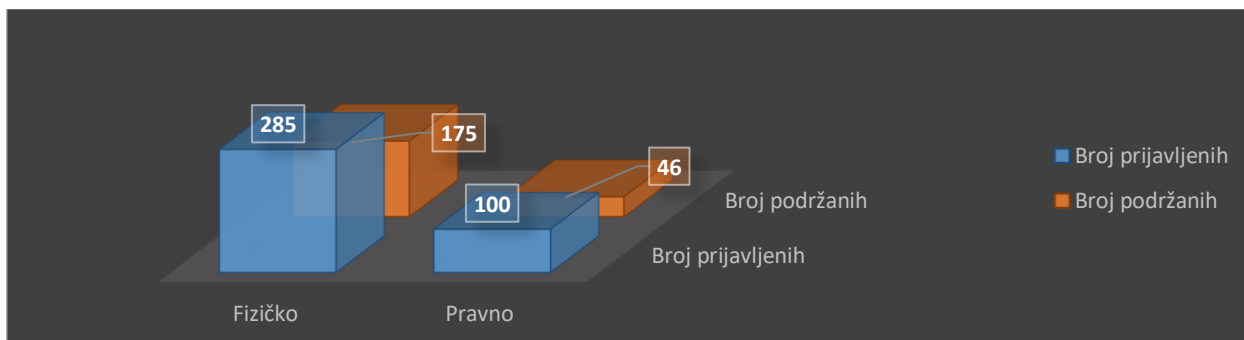 285
175
100
46
Broj prijavljenih
Broj podržanih
Broj podržanih
Broj prijavljenih
Fizičko
Pravno